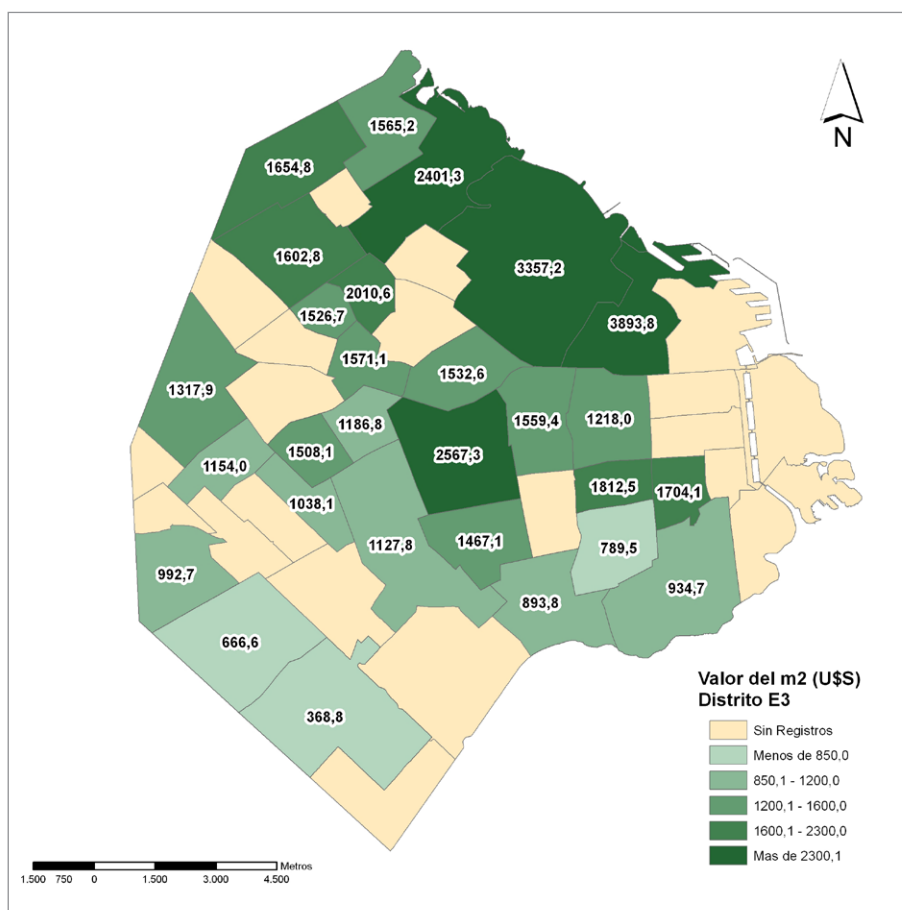 1565,2
1654,8
2401,3
N
1602,8
3357,2
2010,6
1526,7
3893,8
1571,1
1532,6
1317,9
1186,8
1559,4
1218,0
1508,1
2567,3
1154,0
1038,1
1812,5
1704,1
1127,8
1467,1
789,5
992,7
934,7
893,8
666,6
368,8
Valor del m2 (U$S)
Distrito E3
Sin Registros
Menos de 850,0
850,1 - 1200,0
1200,1 - 1600,0
1600,1 - 2300,0
Mas de 2300,1
Metros
1.500 750 0 1.500 3.000 4.500